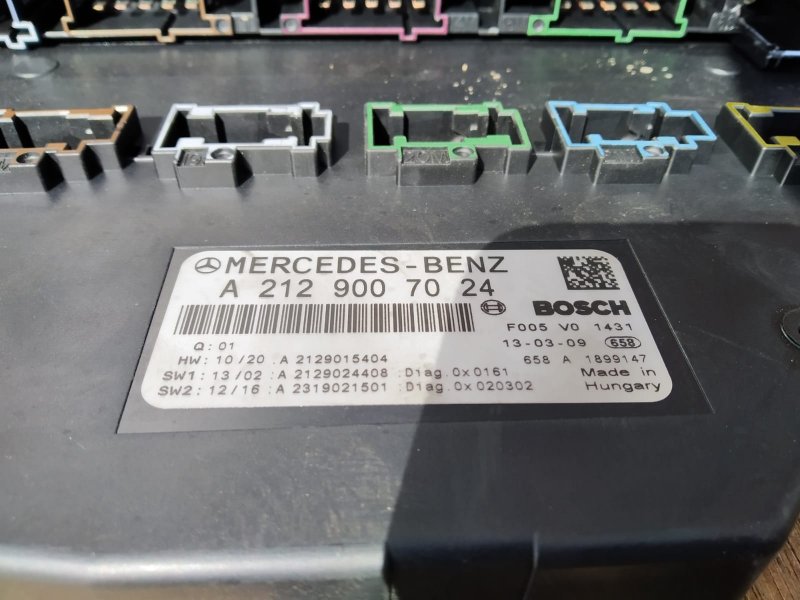 MERCEDES-BENZ
A 212 900 70 24
BOSCH
F005 V0 1431
Q: 01
13-03-09 658
HW: 10/20 .A 2129015404
658 A 1899147
SW1: 13/02 :A 2129024408 :Diag.0x0161
Made in
SW2: 12/16 :A 2319021501 :Diag.0x020302
Hungary